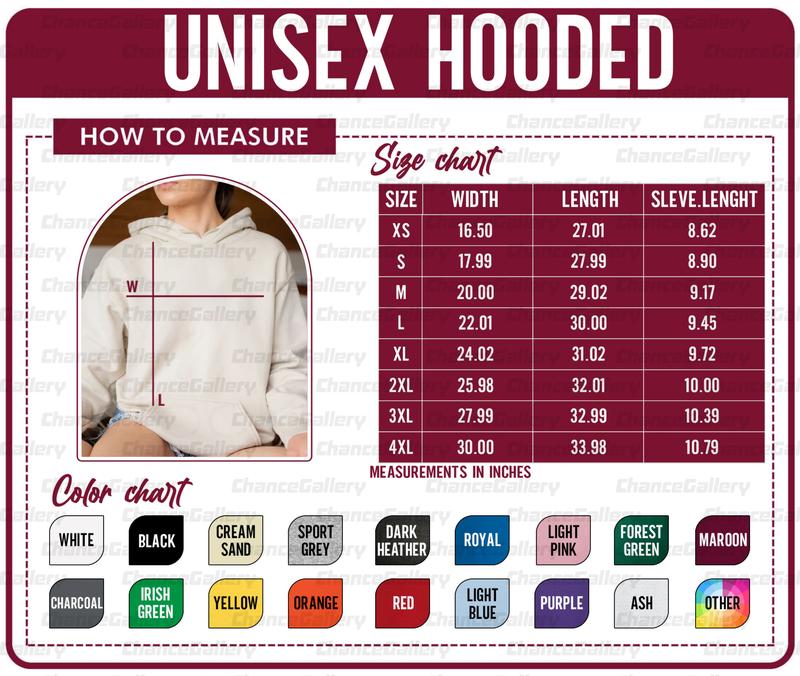 UNISEX HOODED
HOW TO MEASURE
W
L
Size chart
SIZE WIDTH LENGTH SLEVE.LENGHT
XS 16.50 27.01 8.62
S 17.99 27.99 8.90
M 20.00 29.02 9.17
L 22.01 30.00 9.45
XL 24.02 31.02 9.72
2XL 25.98 32.01 10.00
3XL 27.99 32.99 10.39
4XL 30.00 33.98 10.79
MEASUREMENTS IN INCHES
Color chart
WHITE BLACK CREAM SAND SPORT GREY DARK HEATHER ROYAL LIGHT PINK FOREST GREEN MAROON
CHARCOAL IRISH GREEN YELLOW ORANGE RED LIGHT BLUE PURPLE ASH OTHER
ChanceGallery